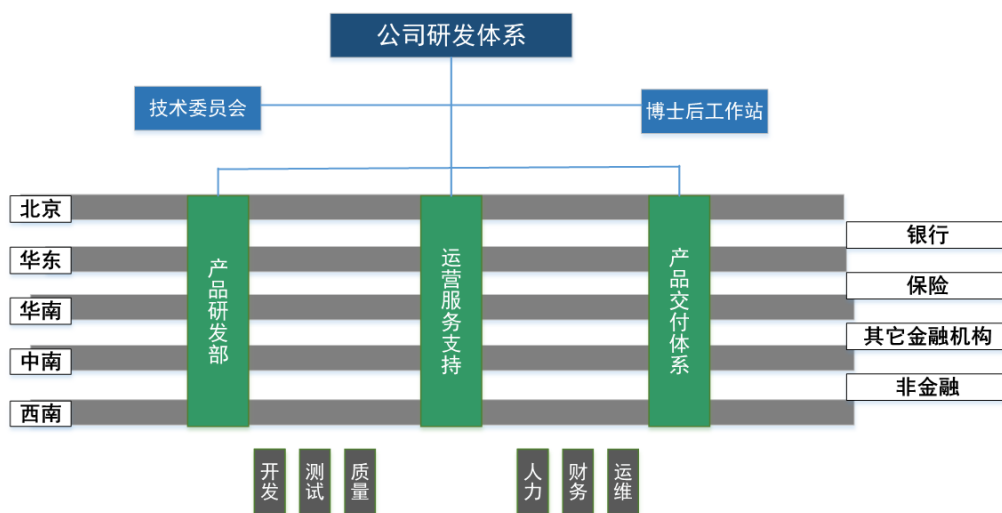 公司研发体系
技术委员会
博士后工作站
北京
华东
华南
中南
西南
产品研发部
运营服务支持
产品交付体系
银行
保险
其它金融机构
非金融
开发
测试
质量
人力
财务
运维